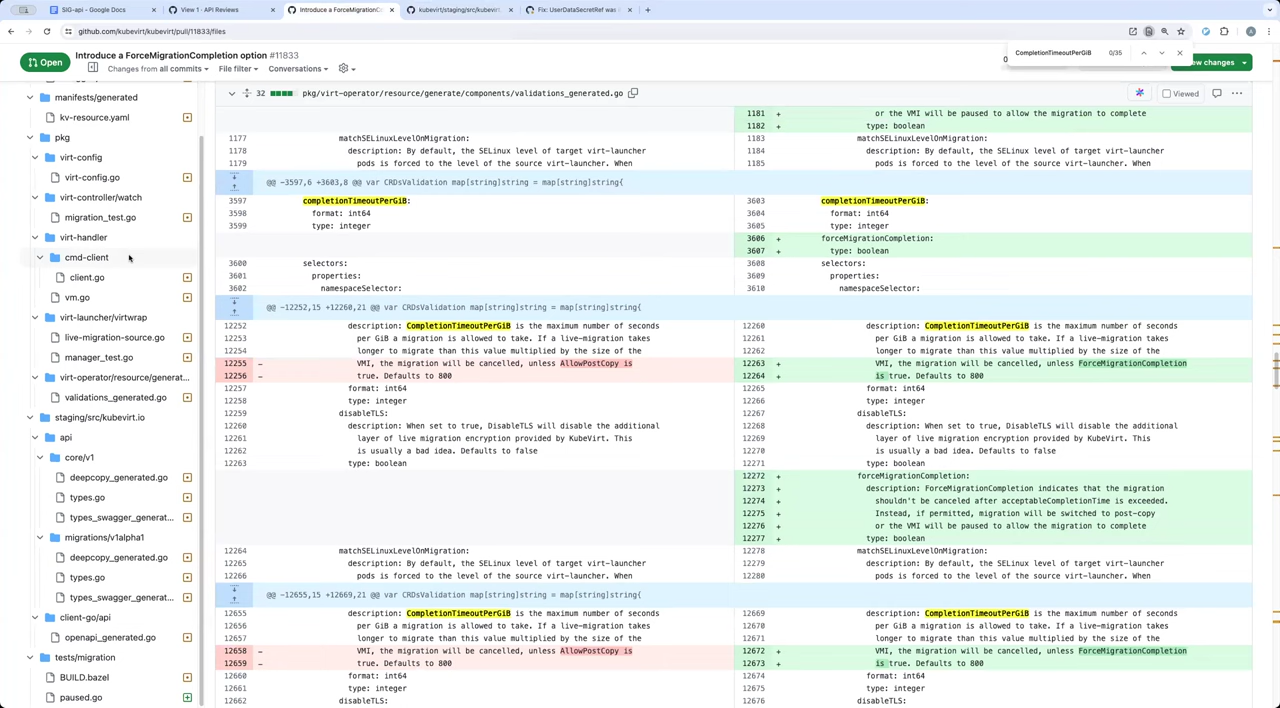 SIG-api - Google Docs
View 1 · API Reviews
Introduce a ForceMigrationC
kubevirt/staging/src/kubevirt.
Fix: UserDataSecretRef was i
github.com/kubevirt/kubevirt/pull/11833/files
Open
Introduce a ForceMigrationCompletion option #11833
Changes from all commits
File filter
Conversations
CompletionTimeoutPerGiB 0/35
manifests/generated
kv-resource.yaml
pkg
virt-config
virt-config.go
virt-controller/watch
migration_test.go
virt-handler
cmd-client
client.go
vm.go
virt-launcher/virtwrap
live-migration-source.go
manager_test.go
virt-operator/resource/generat...
validations_generated.go
staging/src/kubevirt.io
api
core/v1
deepcopy_generated.go
types.go
types_swagger_generat...
migrations/v1alpha1
deepcopy_generated.go
types.go
types_swagger_generat...
client-go/api
openapi_generated.go
tests/migration
BUILD.bazel
paused.go
32 pkg/virt-operator/resource/generate/components/validations_generated.go
Viewed
1177 matchSELinuxLevelOnMigration:
1178 description: By default, the SELinux level of target virt-launcher
1179 pods is forced to the level of the source virt-launcher. When
@@ -3597,6 +3603,8 @@ var CRDsValidation map[string]string = map[string]string{
3597 completionTimeoutPerGiB:
3598 format: int64
3599 type: integer
3600 selectors:
3601 properties:
3602 namespaceSelector:
@@ -12252,15 +12260,21 @@ var CRDsValidation map[string]string = map[string]string{
12252 description: CompletionTimeoutPerGiB is the maximum number of seconds
12253 per GiB a migration is allowed to take. If a live-migration takes
12254 longer to migrate than this value multiplied by the size of the
12255 - VMI, the migration will be cancelled, unless AllowPostCopy is
12256 - true. Defaults to 800
12257 format: int64
12258 type: integer
12259 disableTLS:
12260 description: When set to true, DisableTLS will disable the additional
12261 layer of live migration encryption provided by KubeVirt. This
12262 is usually a bad idea. Defaults to false
12263 type: boolean
12264 matchSELinuxLevelOnMigration:
12265 description: By default, the SELinux level of target virt-launcher
12266 pods is forced to the level of the source virt-launcher. When
@@ -12655,15 +12669,21 @@ var CRDsValidation map[string]string = map[string]string{
12655 description: CompletionTimeoutPerGiB is the maximum number of seconds
12656 per GiB a migration is allowed to take. If a live-migration takes
12657 longer to migrate than this value multiplied by the size of the
12658 - VMI, the migration will be cancelled, unless AllowPostCopy is
12659 - true. Defaults to 800
12660 format: int64
12661 type: integer
12662 disableTLS:
1181 + or the VMI will be paused to allow the migration to complete
1182 + type: boolean
1183 matchSELinuxLevelOnMigration:
1184 description: By default, the SELinux level of target virt-launcher
1185 pods is forced to the level of the source virt-launcher. When
3603 completionTimeoutPerGiB:
3604 format: int64
3605 type: integer
3606 + forceMigrationCompletion:
3607 + type: boolean
3608 selectors:
3609 properties:
3610 namespaceSelector:
12260 description: CompletionTimeoutPerGiB is the maximum number of seconds
12261 per GiB a migration is allowed to take. If a live-migration takes
12262 longer to migrate than this value multiplied by the size of the
12263 + VMI, the migration will be cancelled, unless ForceMigrationCompletion
12264 + is true. Defaults to 800
12265 format: int64
12266 type: integer
12267 disableTLS:
12268 description: When set to true, DisableTLS will disable the additional
12269 layer of live migration encryption provided by KubeVirt. This
12270 is usually a bad idea. Defaults to false
12271 type: boolean
12272 + forceMigrationCompletion:
12273 + description: ForceMigrationCompletion indicates that the migration
12274 + shouldn't be canceled after acceptableCompletionTime is exceeded.
12275 + Instead, if permitted, migration will be switched to post-copy
12276 + or the VMI will be paused to allow the migration to complete
12277 + type: boolean
12278 matchSELinuxLevelOnMigration:
12279 description: By default, the SELinux level of target virt-launcher
12280 pods is forced to the level of the source virt-launcher. When
12669 description: CompletionTimeoutPerGiB is the maximum number of seconds
12670 per GiB a migration is allowed to take. If a live-migration takes
12671 longer to migrate than this value multiplied by the size of the
12672 + VMI, the migration will be cancelled, unless ForceMigrationCompletion
12673 + is true. Defaults to 800
12674 format: int64
12675 type: integer
12676 disableTLS: